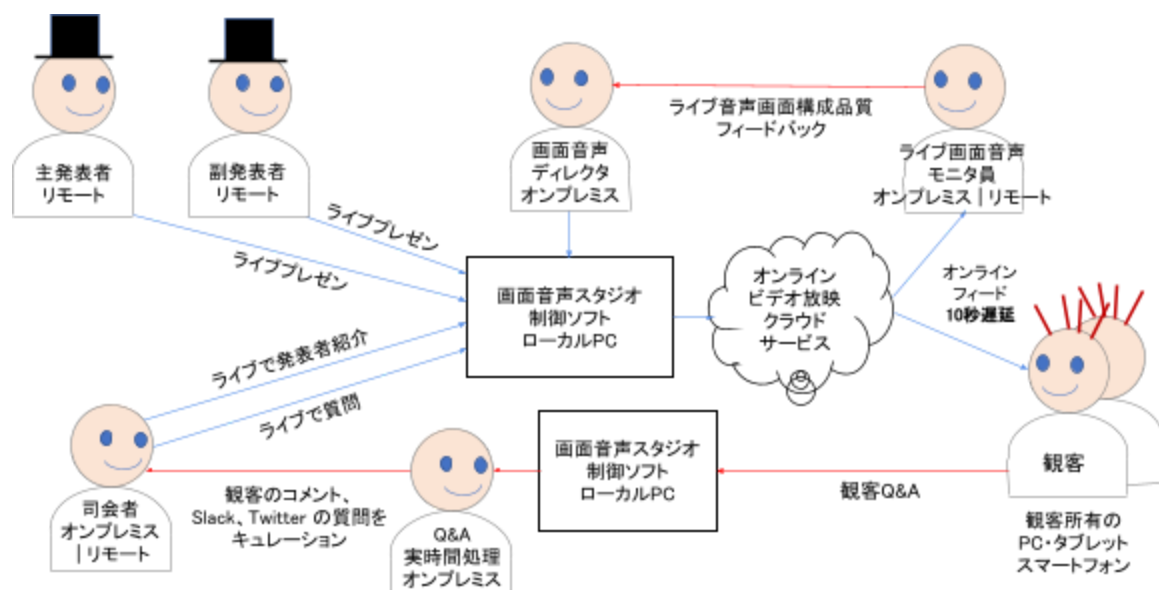 主発表者
リモート
副発表者
リモート
画面音声
ディレクタ
オンプレミス
ライブ音声画面構成品質
フィードバック
ライブ画面音声
モニタ員
オンプレミス | リモート
ライブプレゼン
ライブプレゼン
画面音声スタジオ
制御ソフト
ローカルPC
オンライン
ビデオ放映
クラウド
サービス
オンライン
フィード
10秒遅延
ライブで発表者紹介
ライブで質問
司会者
オンプレミス
| リモート
観客のコメント、
Slack、Twitter の質問を
キュレーション
Q&A
実時間処理
オンプレミス
画面音声スタジオ
制御ソフト
ローカルPC
観客Q&A
観客
観客所有の
PC・タブレット
スマートフォン